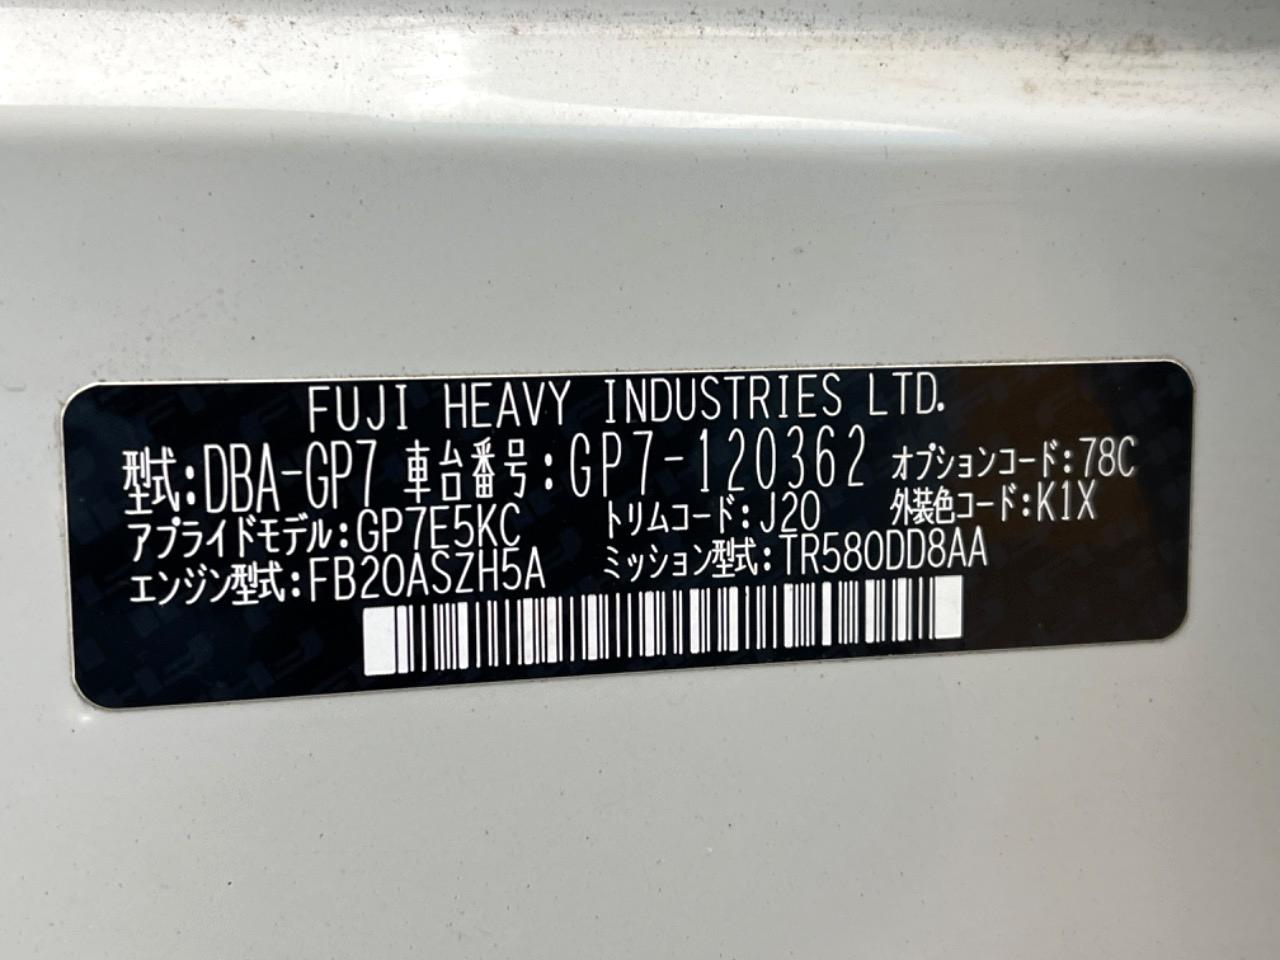 FUJI HEAVY INDUSTRIES LTD.
型式:DBA-GP7 車台番号:GP7-120362 オプションコード:78C
アプライドモデル:GP7E5KC トリムコード:J20 外装色コード:K1X
エンジン型式:FB20ASZH5A ミッション型式:TR580DD8AA